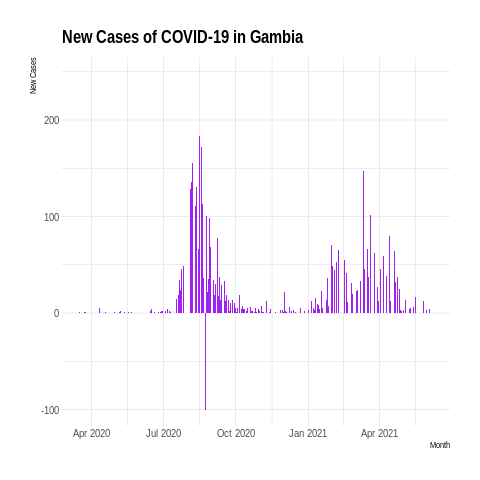 New Cases of COVID-19 in Gambia
New Cases
200
100
0
-100
Apr 2020 Jul 2020 Oct 2020 Jan 2021 Apr 2021
Month